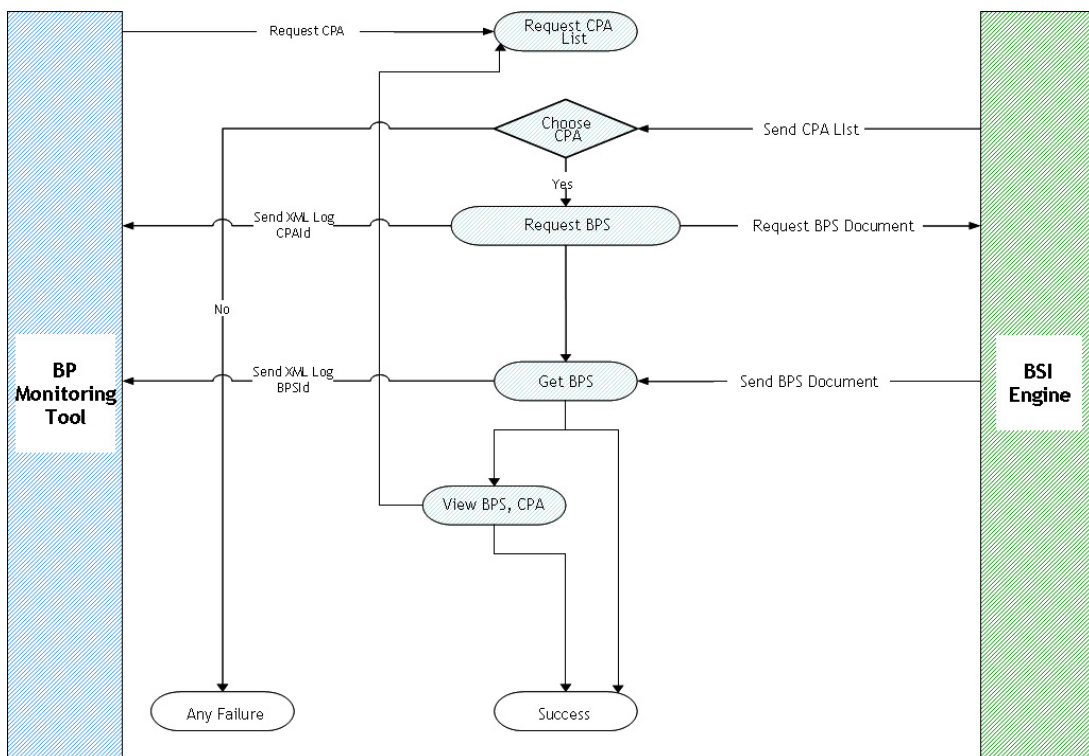 Request CPA
Request CPA
List
Choose
CPA
Send CPA LIst
Yes
Send XML Log
CPAId
Request BPS
Request BPS Document
No
BP
Monitoring
Tool
Send XML Log
BPSId
Get BPS
Send BPS Document
BSI
Engine
View BPS, CPA
Any Failure
Success